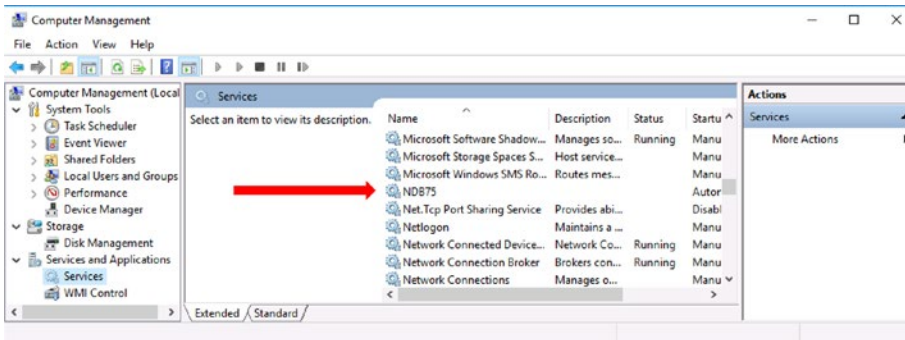 Computer Management
File Action View Help
Computer Management (Local
System Tools
Task Scheduler
Event Viewer
Shared Folders
Local Users and Groups
Performance
Device Manager
Storage
Disk Management
Services and Applications
Services
WMI Control
Services
Select an item to view its description.
Name Description Status Startu
Microsoft Software Shadow... Manages so... Running Manu
Microsoft Storage Spaces S... Host service... Manu
Microsoft Windows SMS Ro... Routes mes... Manu
NDB75 Autor
Net.Tcp Port Sharing Service Provides abi... Disabl
Netlogon Maintains a ... Manu
Network Connected Device... Network Co... Running Manu
Network Connection Broker Brokers con... Running Manu
Network Connections Manages o... Manu
Extended Standard
Actions
Services
More Actions